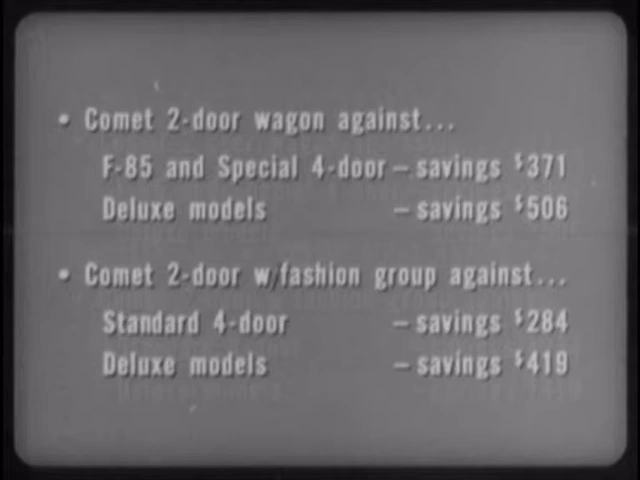 • Comet 2-door wagon against...
F-85 and Special 4-door – savings $371
Deluxe models – savings $506
• Comet 2-door w/fashion group against...
Standard 4-door – savings $284
Deluxe models – savings $419